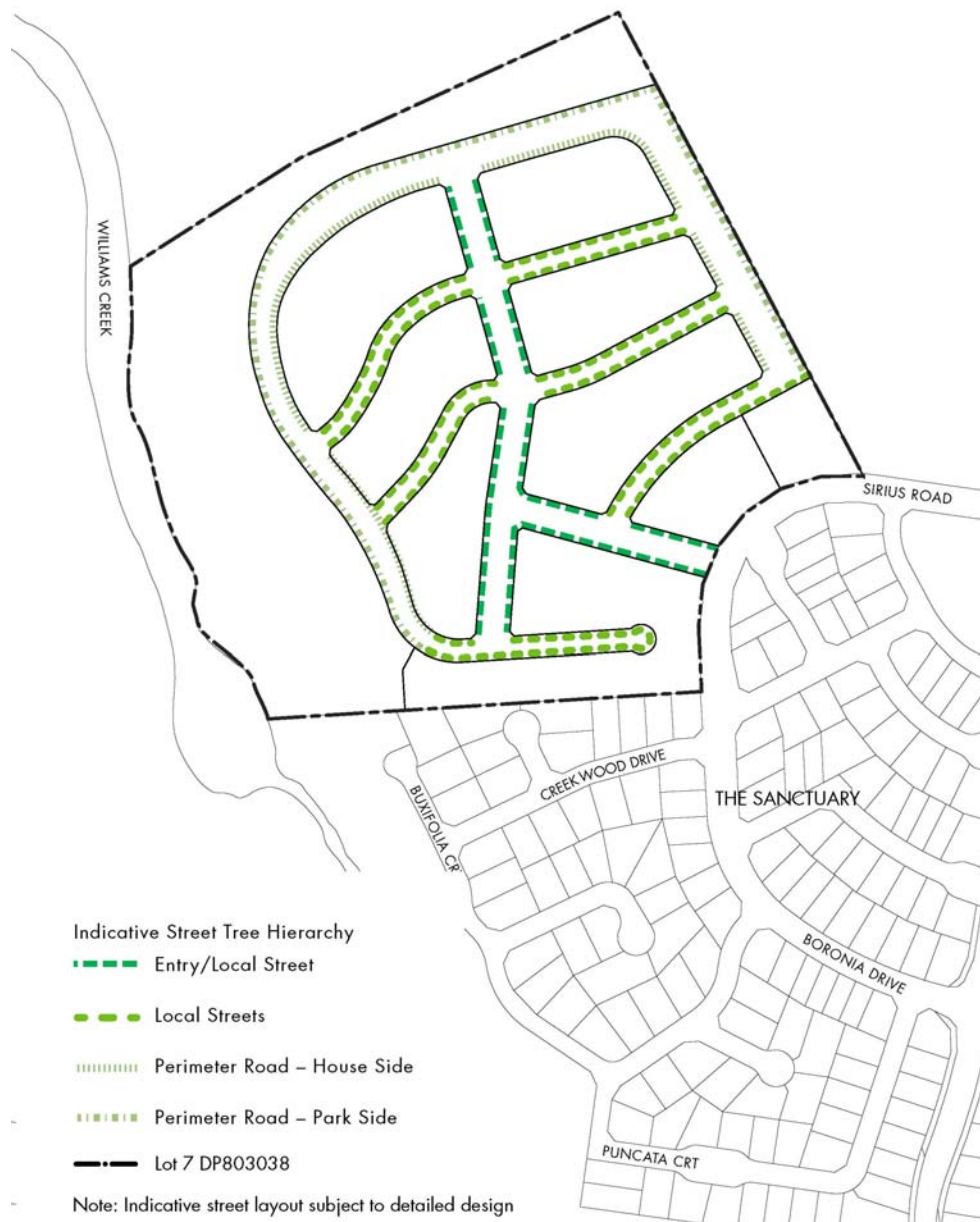 WILLIAMS CREEK
SIRIUS ROAD
CREEK WOOD DRIVE
THE SANCTUARY
BUXIFOLIA CR
BORONIA DRIVE
PUNCATA CRT
Indicative Street Tree Hierarchy
Entry/Local Street
Local Streets
Perimeter Road – House Side
Perimeter Road – Park Side
Lot 7 DP803038
Note: Indicative street layout subject to detailed design